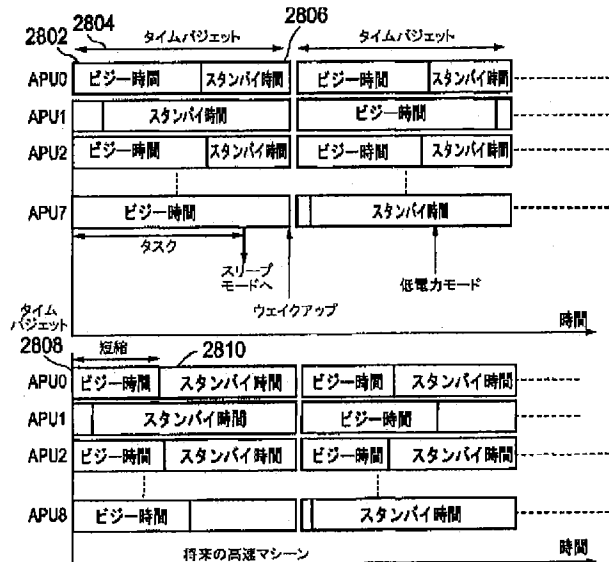 2802 2804 タイムバジェット 2806 タイムバジェット
APU0 ビジー時間 スタンバイ時間 ビジー時間 スタンバイ時間
APU1 スタンバイ時間 ビジー時間
APU2 ビジー時間 スタンバイ時間 ビジー時間 スタンバイ時間
APU7 ビジー時間 スタンバイ時間
タスク
スリープ
モードへ
ウェイクアップ
低電力モード
タイム
バジェット
時間
2808 短縮 2810
APU0 ビジー時間 スタンバイ時間 ビジー時間 スタンバイ時間
APU1 スタンバイ時間 ビジー時間
APU2 ビジー時間 スタンバイ時間 ビジー時間 スタンバイ時間
APU8 ビジー時間 スタンバイ時間
将来の高速マシーン 時間